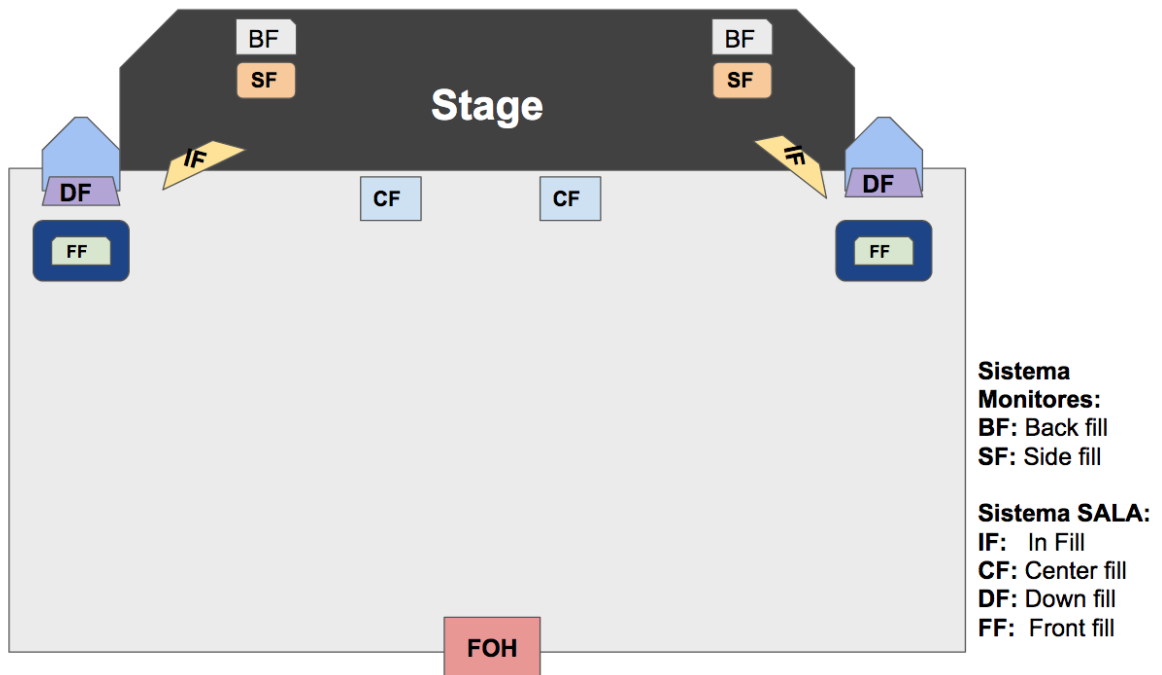 BF
BF
SF
SF
Stage
IF
IF
DF
DF
CF
CF
FF
FF
Sistema
Monitores:
BF: Back fill
SF: Side fill
Sistema SALA:
IF: In Fill
CF: Center fill
DF: Down fill
FF: Front fill
FOH